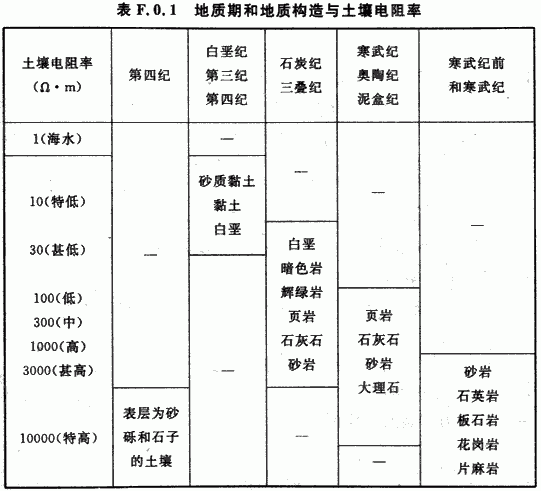 表 F.0.1 地质期和地质构造与土壤电阻率
土壤电阻率
(Ω·m)
第四纪
白垩纪
第三纪
第四纪
石炭纪
三叠纪
寒武纪
奥陶纪
泥盆纪
寒武纪前
和寒武纪
1(海水)
10(特低)
30(甚低)
100(低)
300(中)
1000(高)
3000(甚高)
10000(特高)
—
表层为砂
砾和石子
的土壤
—
砂质黏土
黏土
白垩
—
—
白垩
暗色岩
辉绿岩
页岩
石灰石
砂岩
—
—
页岩
石灰石
砂岩
大理石
—
—
砂岩
石英岩
板石岩
花岗岩
片麻岩